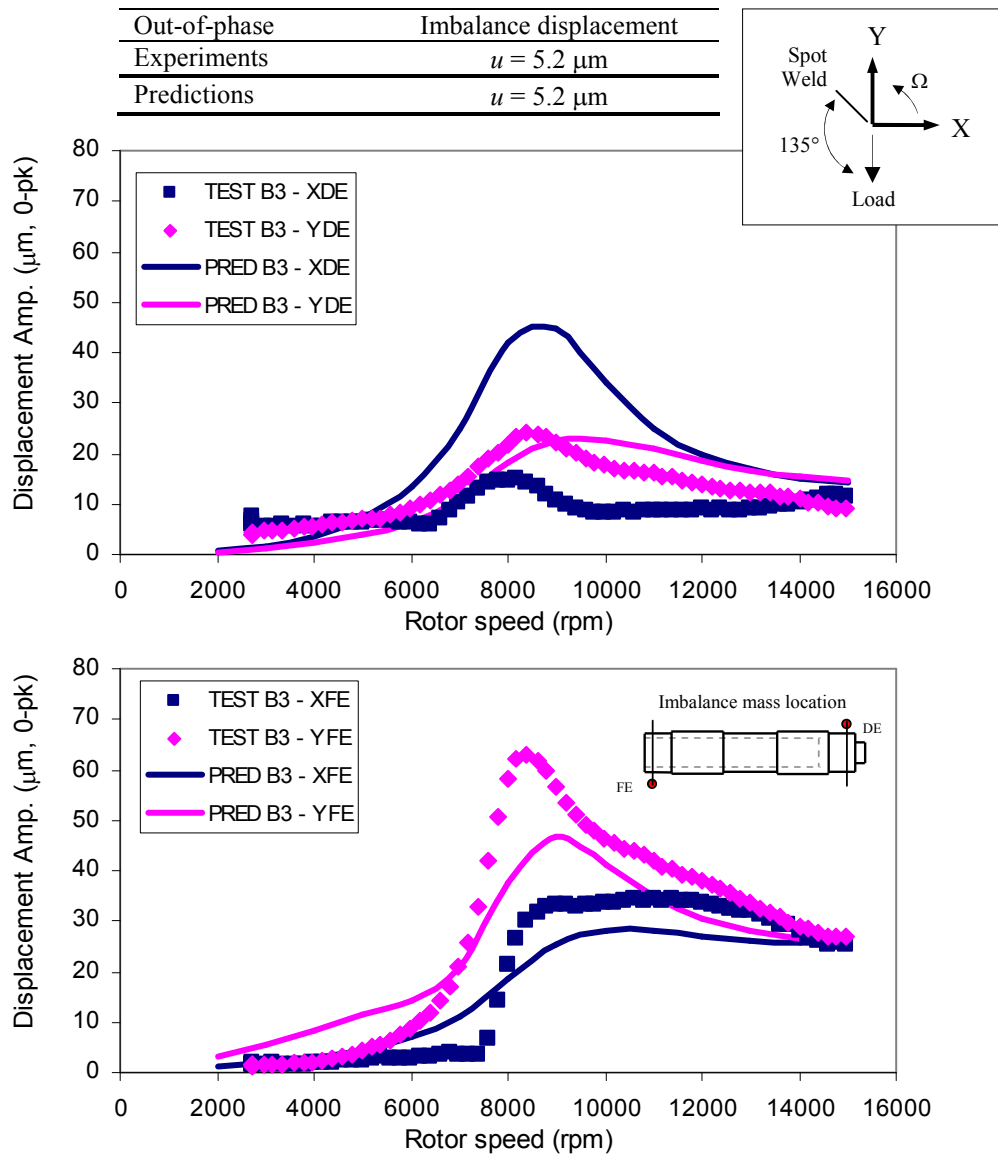 Out-of-phase Imbalance displacement
Experiments u = 5.2 μm
Predictions u = 5.2 μm
Y
Spot
Weld
Ω
X
135°
Load
80
70
60
50
40
30
20
10
0
Displacement Amp. (μm, 0-pk)
TEST B3 - XDE
TEST B3 - YDE
PRED B3 - XDE
PRED B3 - YDE
0 2000 4000 6000 8000 10000 12000 14000 16000
Rotor speed (rpm)
80
70
60
50
40
30
20
10
0
Displacement Amp. (μm, 0-pk)
TEST B3 - XFE
TEST B3 - YFE
PRED B3 - XFE
PRED B3 - YFE
Imbalance mass location
DE
FE
0 2000 4000 6000 8000 10000 12000 14000 16000
Rotor speed (rpm)